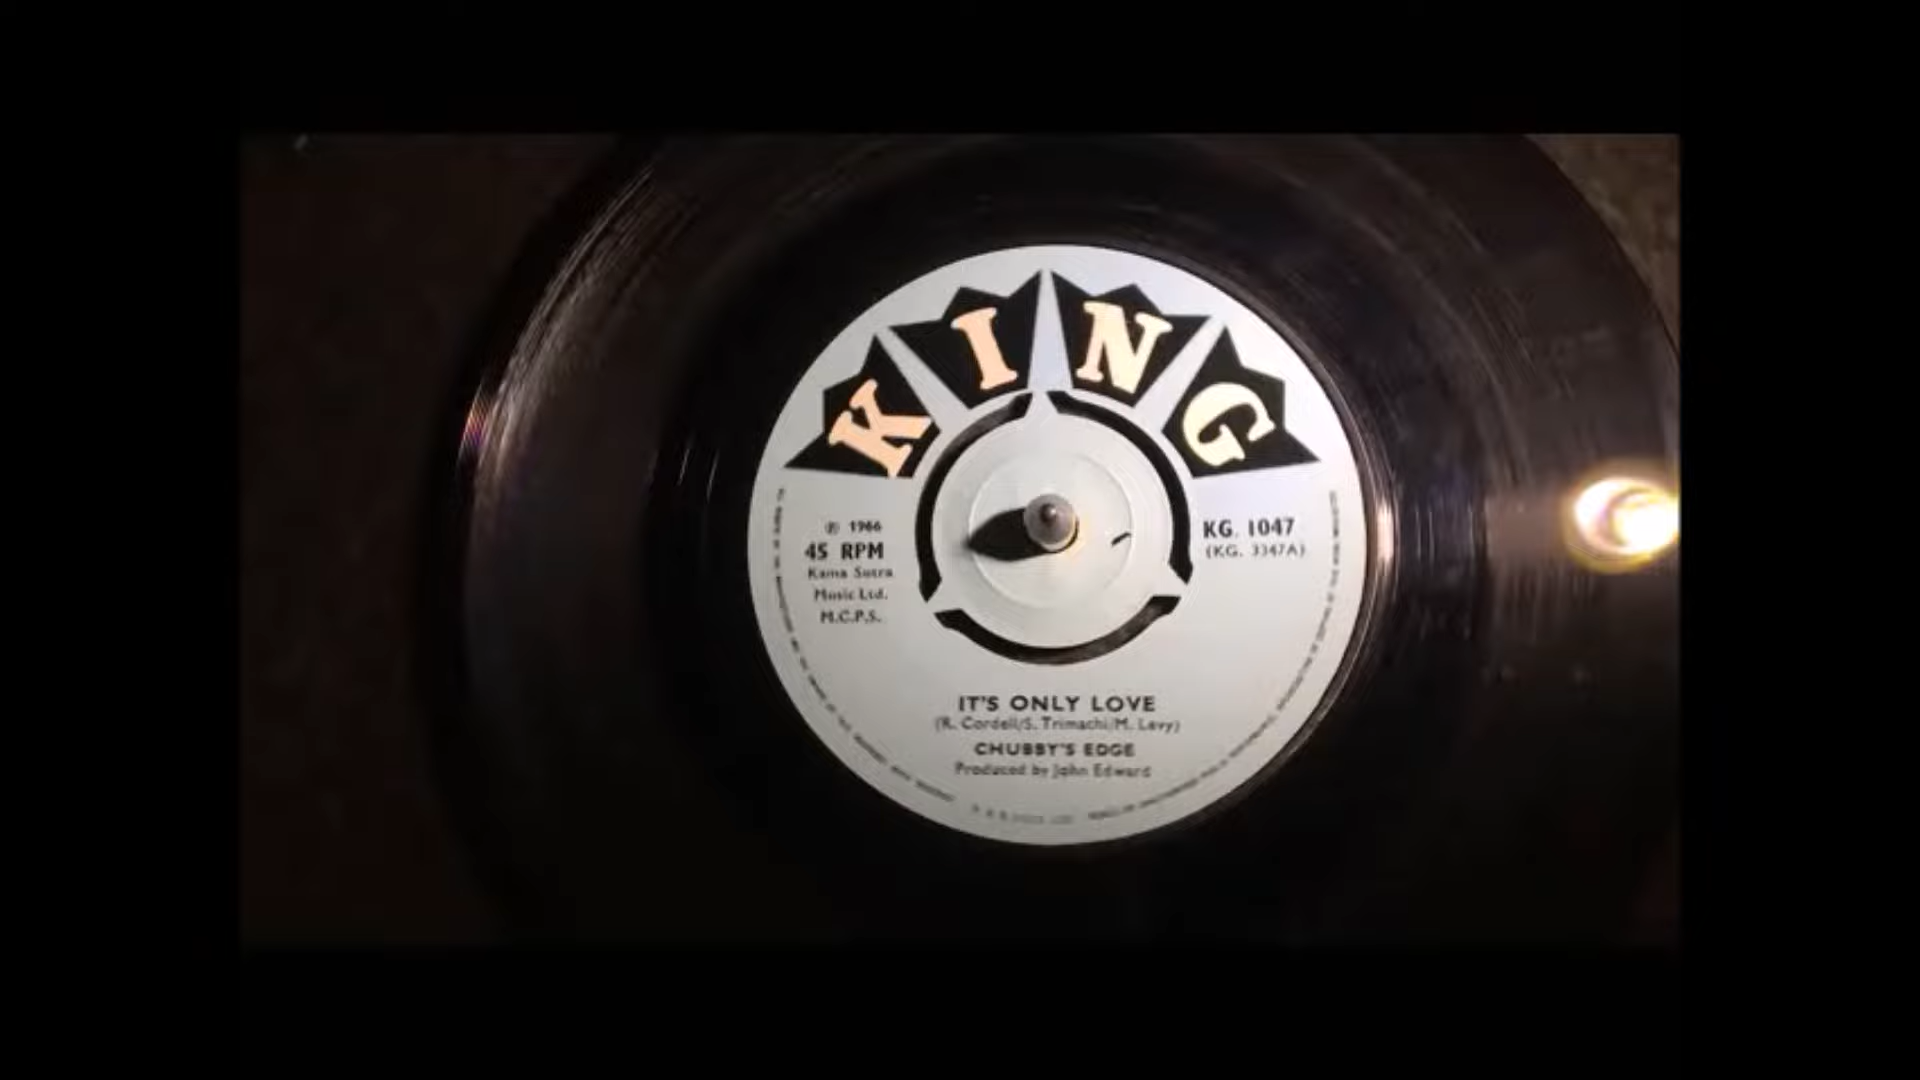 KING
℗ 1966
45 RPM
Kama Sutra
Music Ltd.
M.C.P.S.
KG. 1047
(KG. 3347A)
IT'S ONLY LOVE
(R. Cordell/S. Trimachi/M. Levy)
CHUBBY'S EDGE
Produced by John Edward